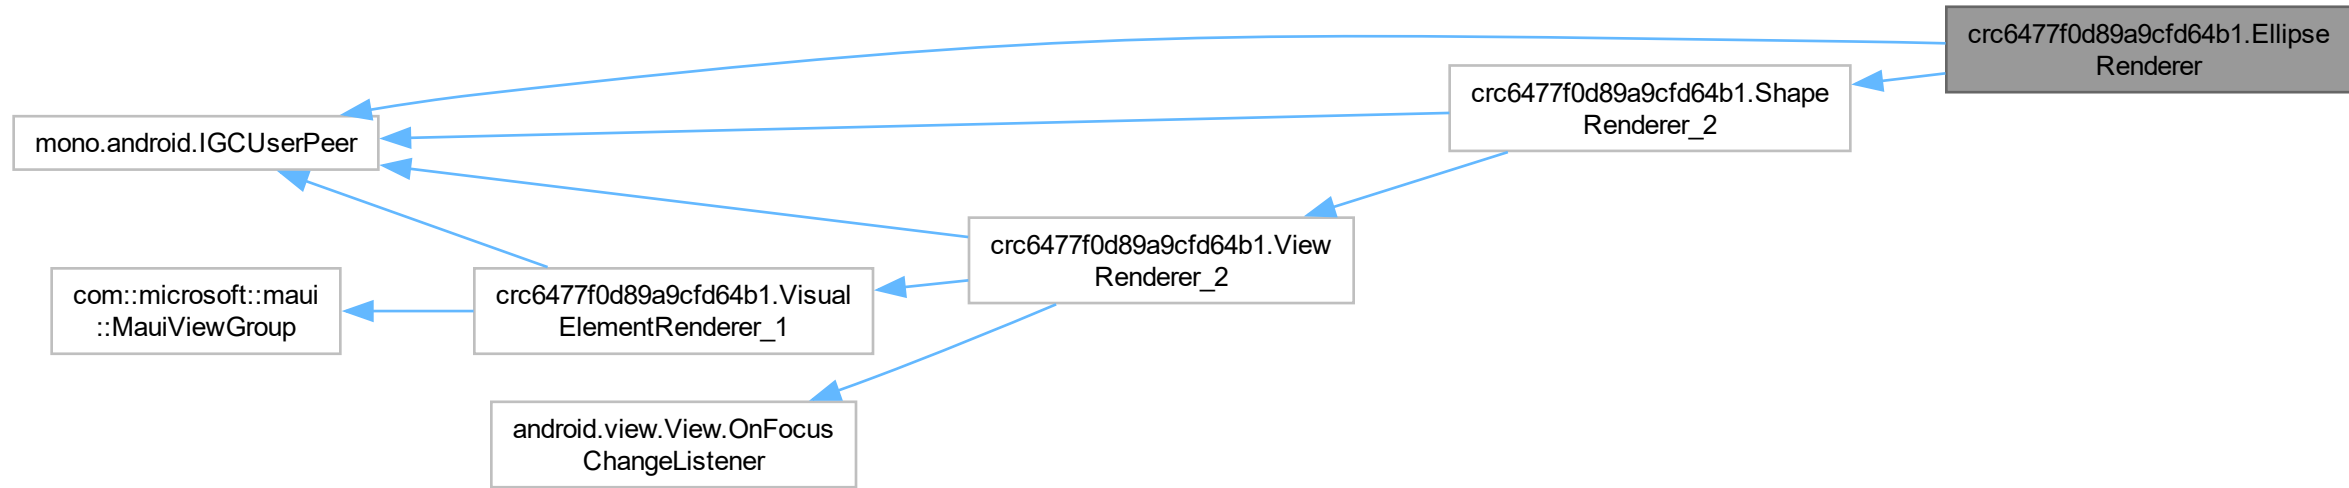 crc6477f0d89a9cfd64b1.Ellipse
Renderer
crc6477f0d89a9cfd64b1.Shape
Renderer_2
mono.android.IGCUserPeer
crc6477f0d89a9cfd64b1.View
Renderer_2
com::microsoft::maui
::MauiViewGroup
crc6477f0d89a9cfd64b1.Visual
ElementRenderer_1
android.view.View.OnFocus
ChangeListener